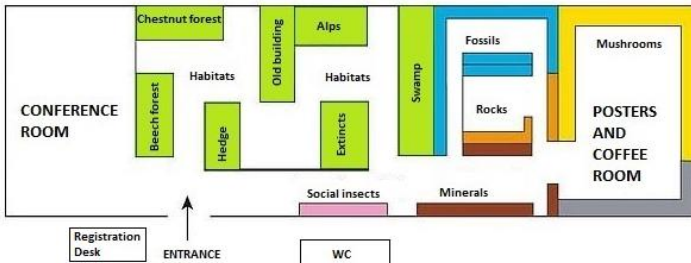 Chestnut forest
Old building
Alps
Swamp
Fossils
Mushrooms
Habitats
Habitats
Beech forest
CONFERENCE
ROOM
Hedge
Extincts
Rocks
POSTERS
AND
COFFEE
ROOM
Social insects
Minerals
Registration
Desk
ENTRANCE
WC